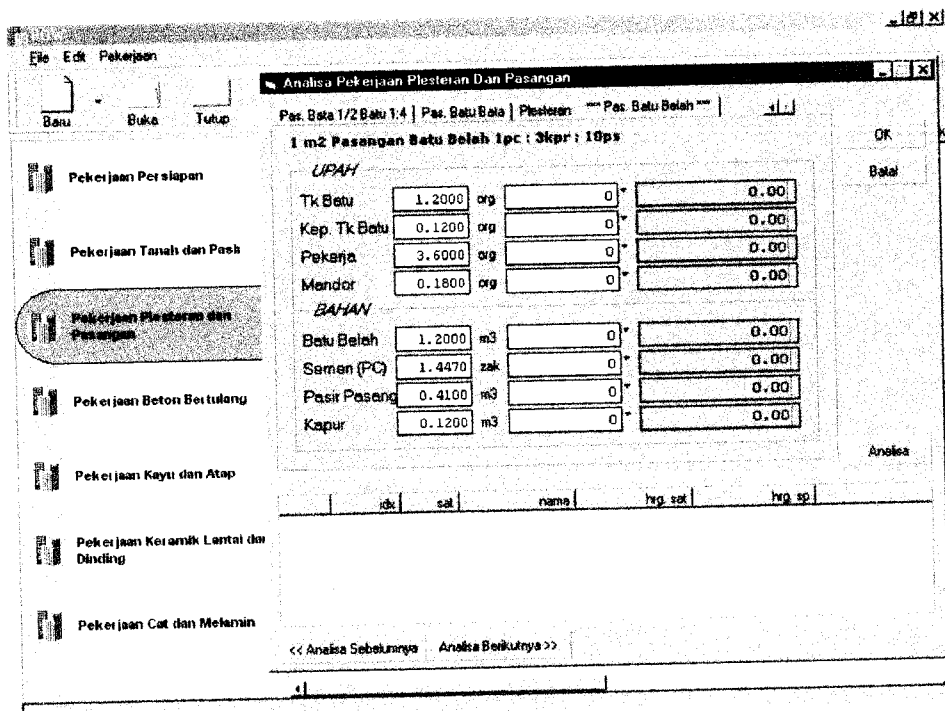 File Edit Pekerjaan
Baru Buka Tutup
Pekerjaan Persiapan
Pekerjaan Tanah dan Pasir
Pekerjaan Plesteran dan
Pasangan
Pekerjaan Beton Bertulang
Pekerjaan Kayu dan Atap
Pekerjaan Keramik Lantai dan
Dinding
Pekerjaan Cat dan Melamin
Analisa Pekerjaan Plesteran Dan Pasangan
Pas. Bata 1/2 Batu 1:4 Pas. Batu Bata Plesteran Pas. Batu Belah
1 m2 Pasangan Batu Belah 1pc : 3kpr : 10ps
UPAH
Tk Batu 1.2000 org 0 0.00
Kep. Tk Batu 0.1200 org 0 0.00
Pekerja 3.6000 org 0 0.00
Mandor 0.1800 org 0 0.00
BAHAN
Batu Belah 1.2000 m3 0 0.00
Semen (PC) 1.4470 zak 0 0.00
Pasir Pasang 0.4100 m3 0 0.00
Kapur 0.1200 m3 0 0.00
OK
Batal
Analisa
idx sat nama hrg. sat hrg. sp
<< Analisa Sebelumnya Analisa Berikutnya >>